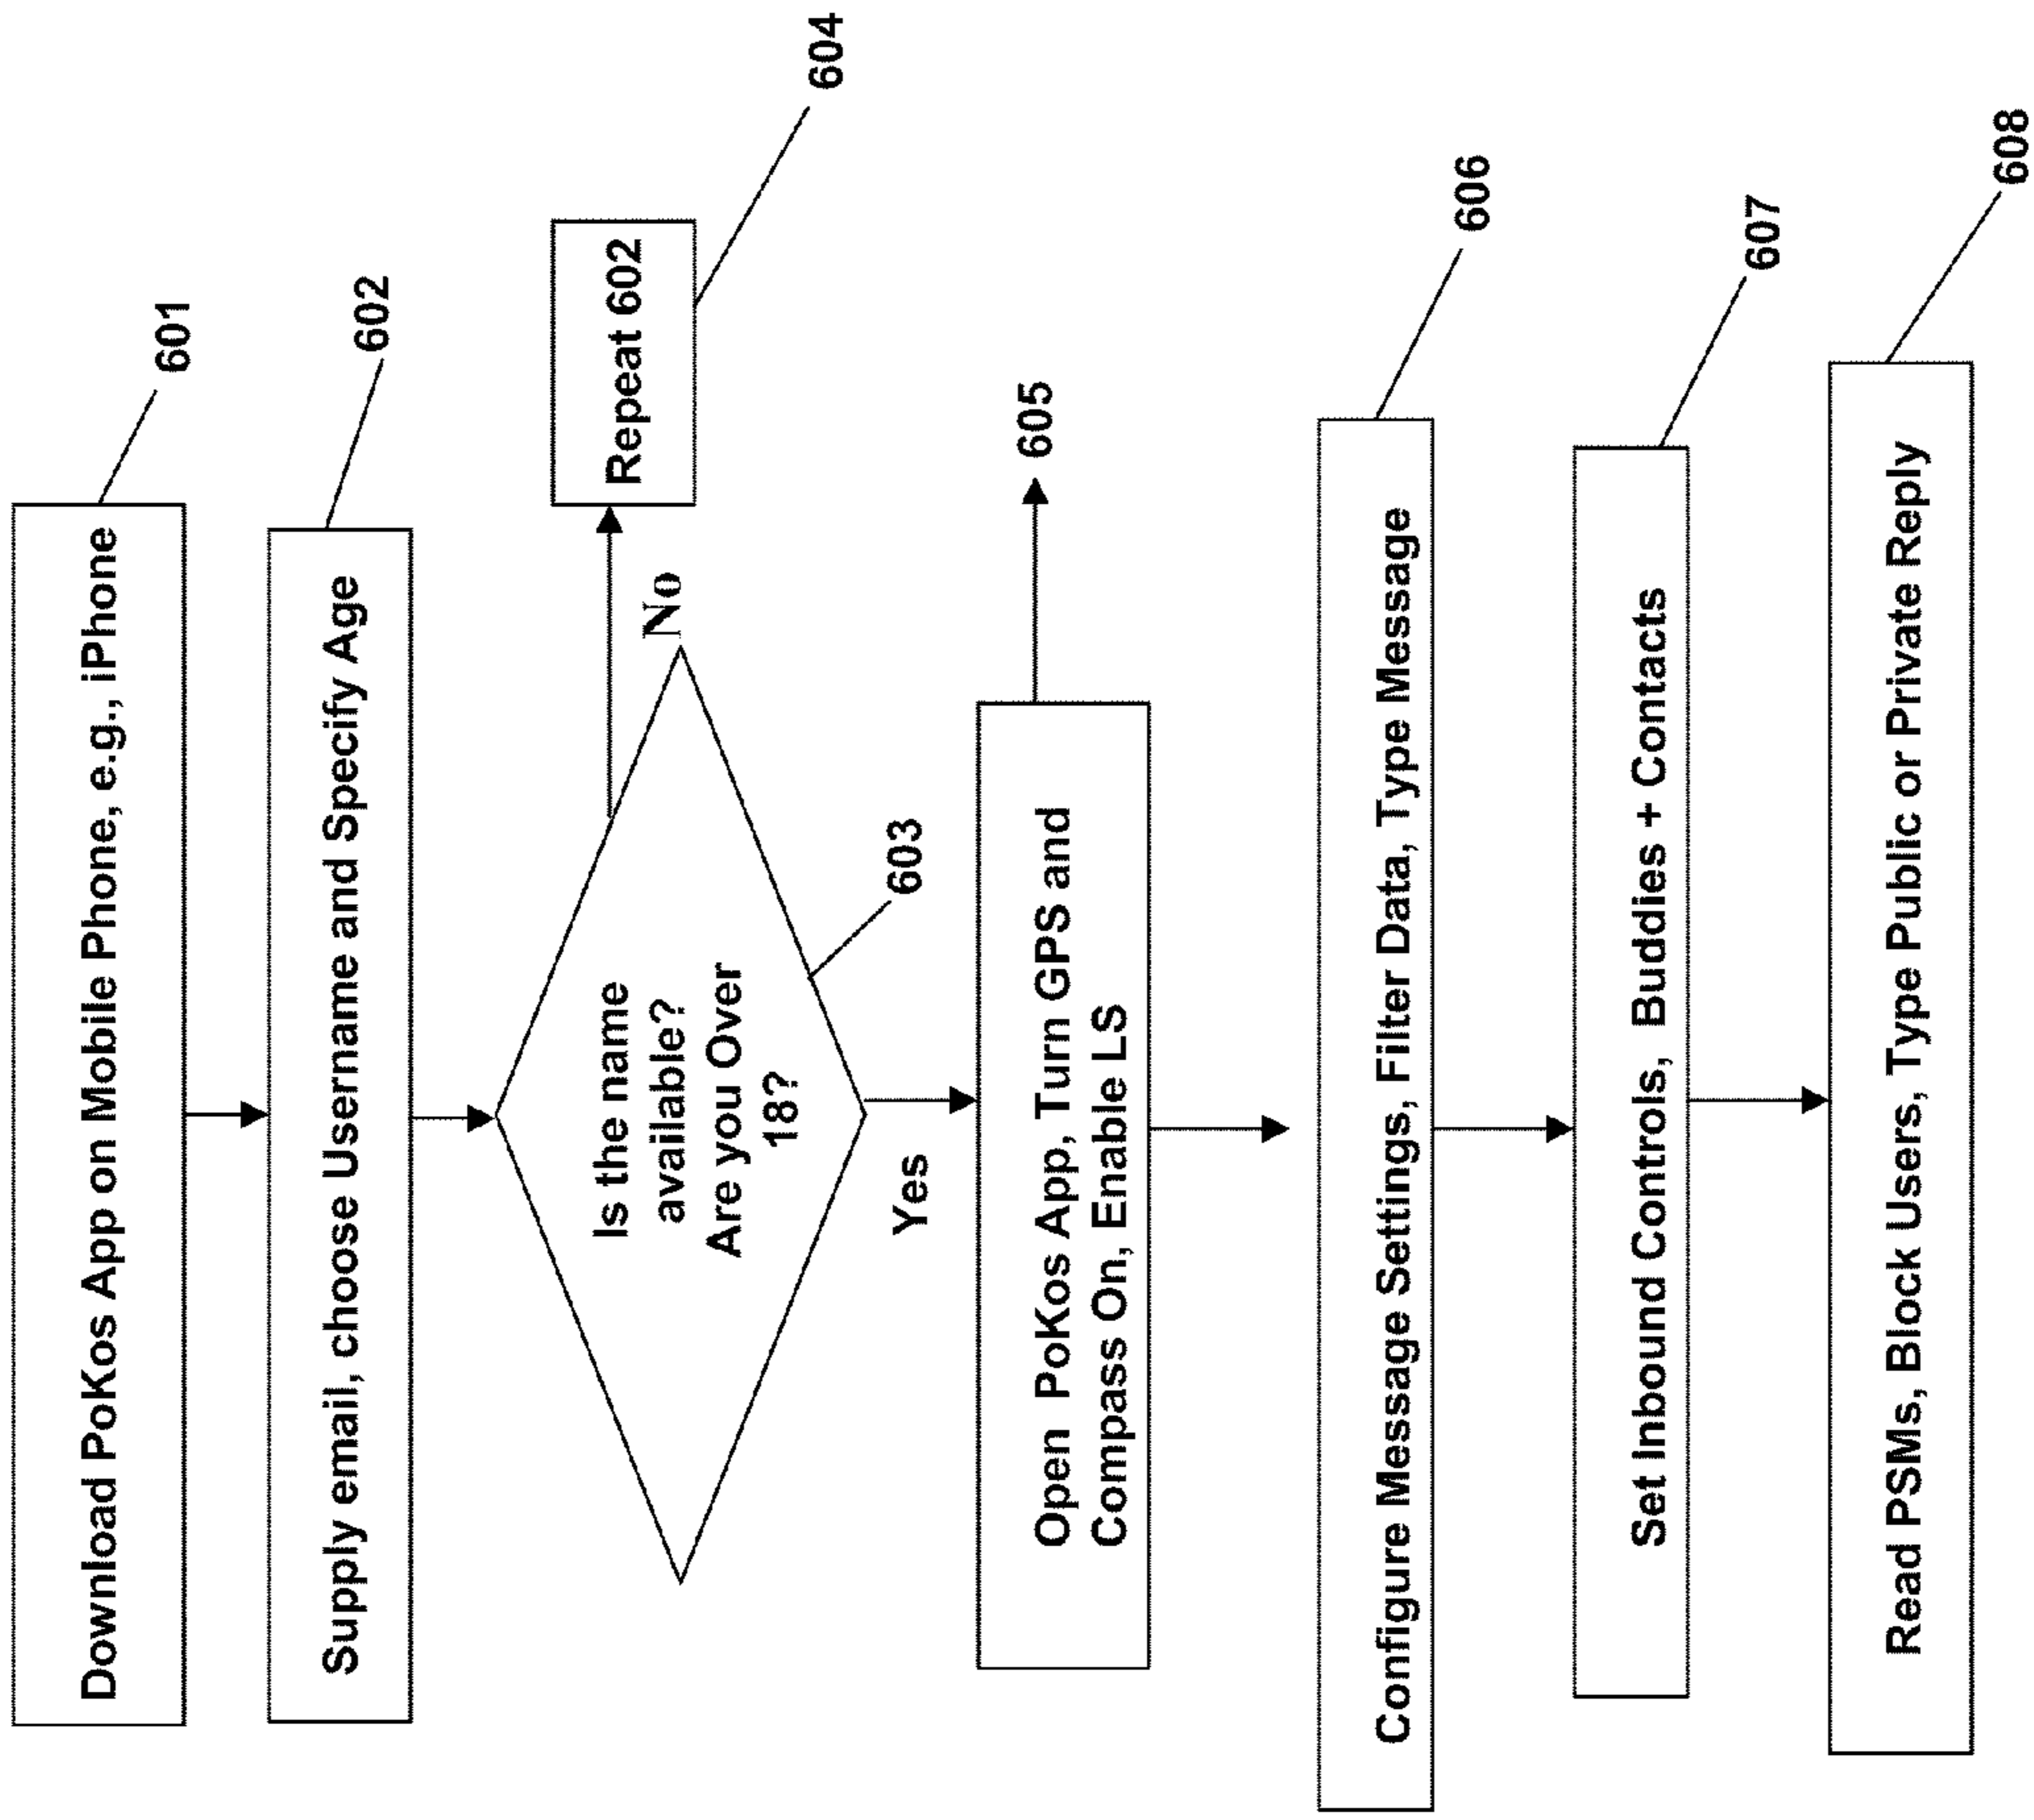 Download PoKos App on Mobile Phone, e.g., iPhone
601
Supply email, choose Username and Specify Age
602
Is the name
available?
Are you Over
18?
603
No
Repeat 602
604
Yes
Open PoKos App, Turn GPS and
Compass On, Enable LS
605
Configure Message Settings, Filter Data, Type Message
606
Set Inbound Controls, Buddies + Contacts
607
Read PSMs, Block Users, Type Public or Private Reply
608